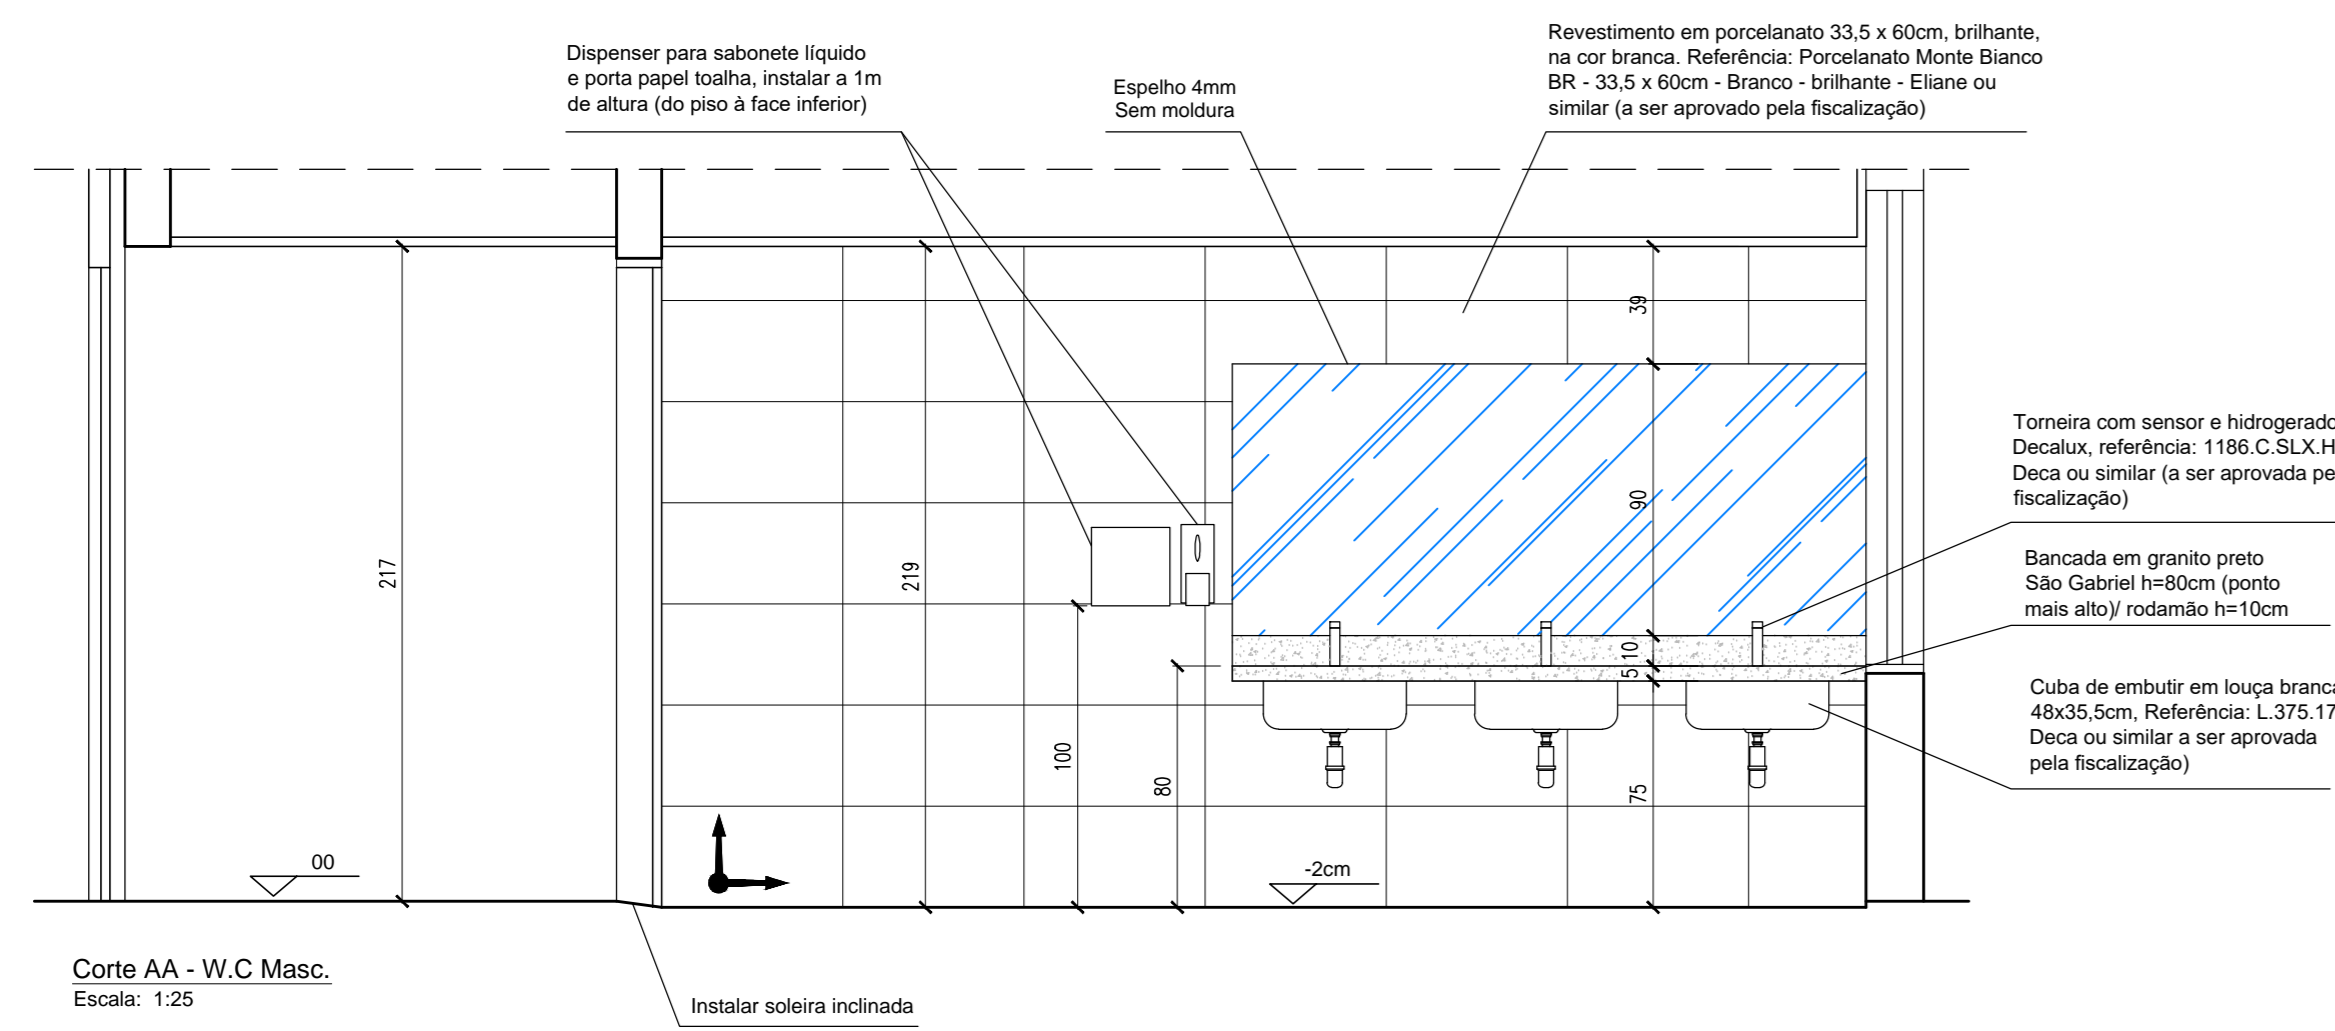 Dispenser para sabonete líquido
e porta papel toalha, instalar a 1m
de altura (do piso à face inferior)
Espelho 4mm
Sem moldura
Revestimento em porcelanato 33,5 x 60cm, brilhante,
na cor branca. Referência: Porcelanato Monte Bianco
BR - 33,5 x 60cm - Branco - brilhante - Eliane ou
similar (a ser aprovado pela fiscalização)
39
Torneira com sensor e
Decalux, referência: 1186.C.SLX.H
Deca ou similar (a ser aprovada
fiscalização)
90
217
219
Bancada em granito preto
São Gabriel h=80cm (ponto
mais alto)/ rodamão h=10cm
10
5
Cuba de embutir em louça branca
48x35,5cm, Referência: L.375.17
Deca ou similar a ser aprovada
pela fiscalização)
100
80
75
00
-2cm
Corte AA - W.C Masc.
Escala: 1:25
Instalar soleira inclinada